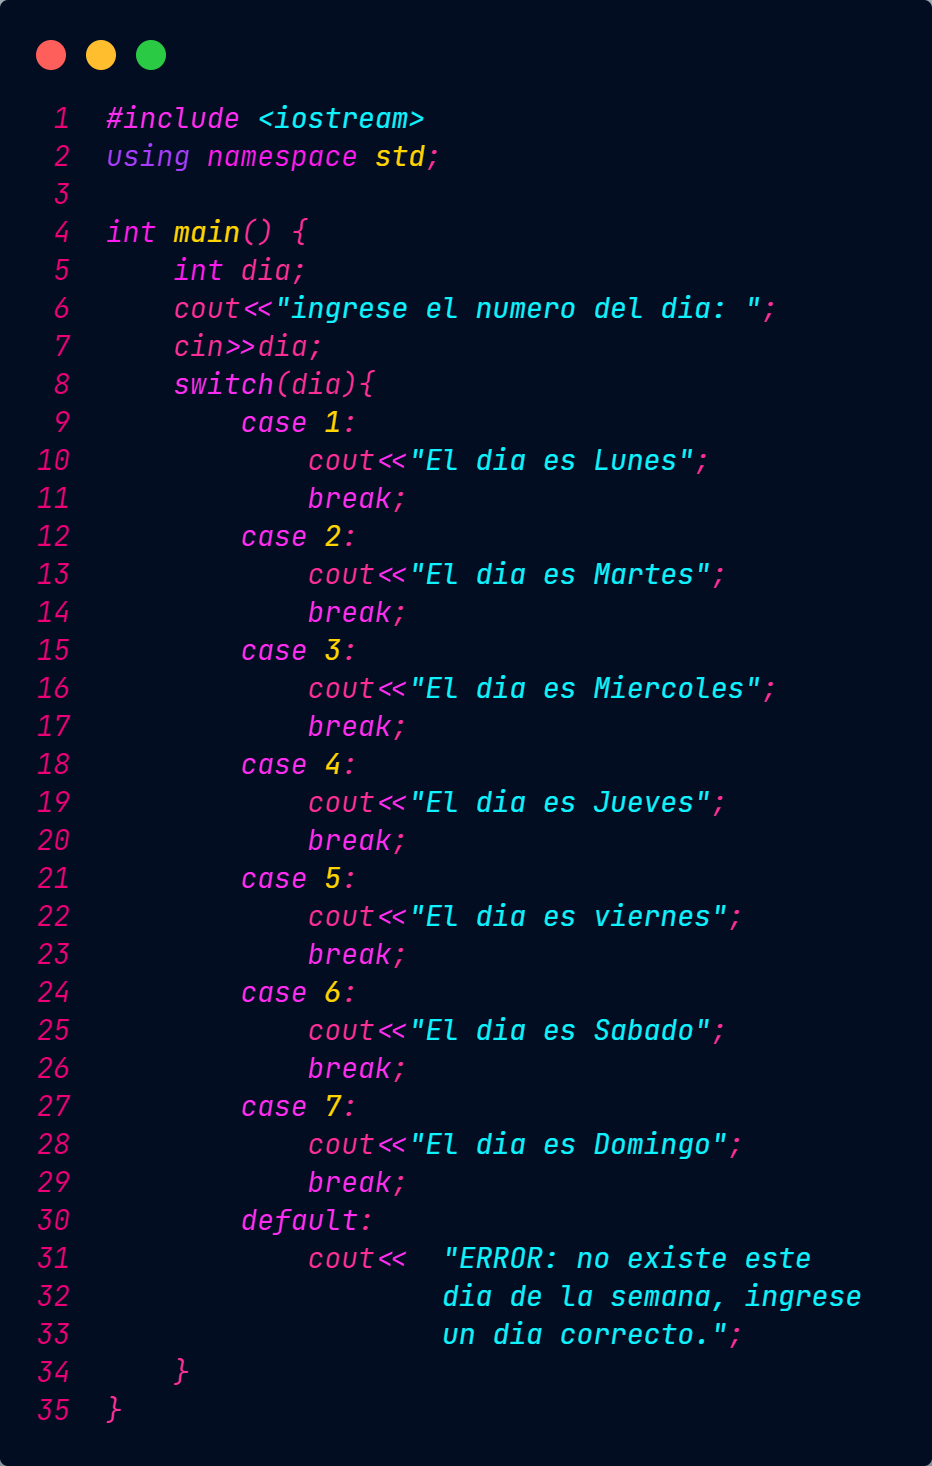 1 #include <iostream>
2 using namespace std;
3
4 int main() {
5     int dia;
6     cout<<"ingrese el numero del dia: ";
7     cin>>dia;
8     switch(dia){
9         case 1:
10             cout<<"El dia es Lunes";
11             break;
12         case 2:
13             cout<<"El dia es Martes";
14             break;
15         case 3:
16             cout<<"El dia es Miercoles";
17             break;
18         case 4:
19             cout<<"El dia es Jueves";
20             break;
21         case 5:
22             cout<<"El dia es viernes";
23             break;
24         case 6:
25             cout<<"El dia es Sabado";
26             break;
27         case 7:
28             cout<<"El dia es Domingo";
29             break;
30         default:
31             cout<<  "ERROR: no existe este
32                     dia de la semana, ingrese
33                     un dia correcto.";
34     }
35 }